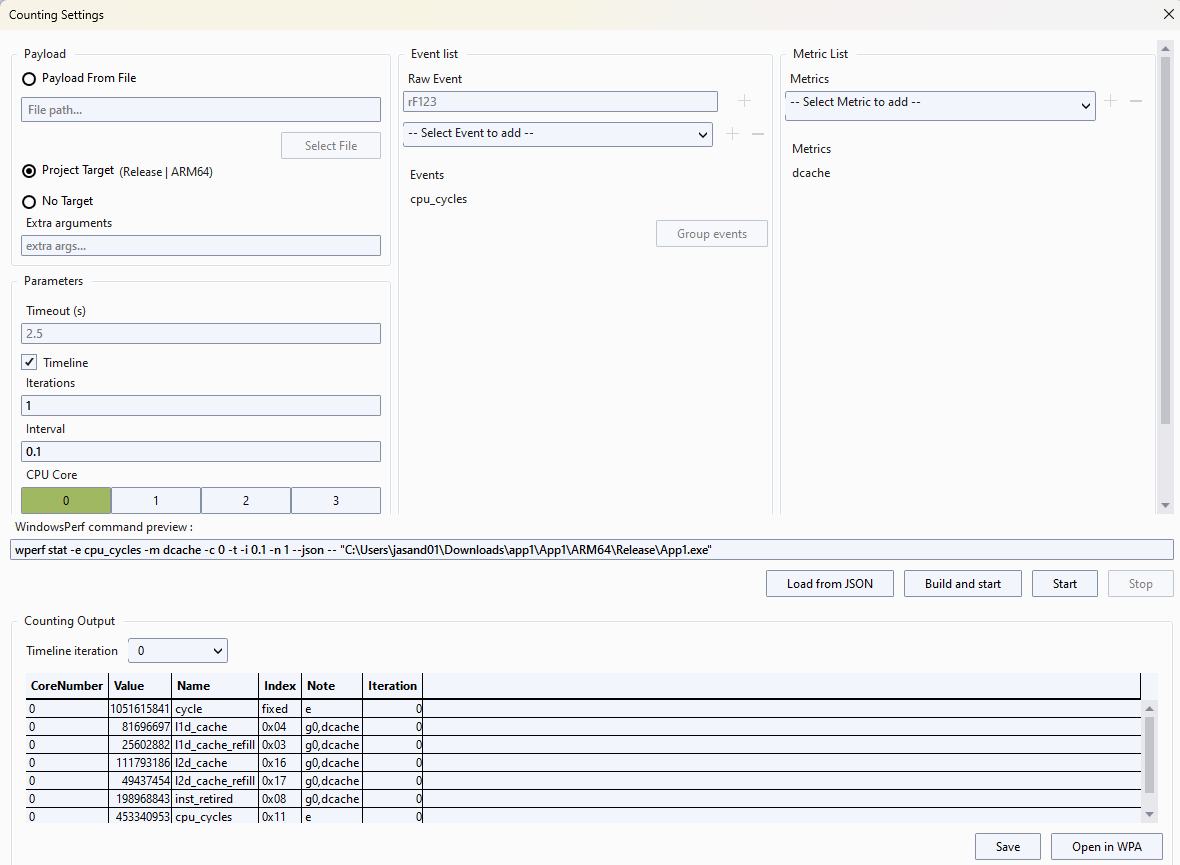 Counting Settings
Payload
Payload From File
File path...
Select File
Project Target (Release | ARM64)
No Target
Extra arguments
extra args...
Parameters
Timeout (s)
2.5
Timeline
Iterations
1
Interval
0.1
CPU Core
0 1 2 3
Event list
Raw Event
rF123
-- Select Event to add --
Events
cpu_cycles
Group events
Metric List
Metrics
-- Select Metric to add --
Metrics
dcache
WindowsPerf command preview :
wperf stat -e cpu_cycles -m dcache -c 0 -t -i 0.1 -n 1 --json -- "C:\Users\jasand01\Downloads\app1\App1\ARM64\Release\App1.exe"
Load from JSON Build and start Start Stop
Counting Output
Timeline iteration 0
CoreNumber Value Name Index Note Iteration
0 1051615841 cycle fixed e 0
0 81696697 l1d_cache 0x04 g0,dcache 0
0 25602882 l1d_cache_refill 0x03 g0,dcache 0
0 111793186 l2d_cache 0x16 g0,dcache 0
0 49437454 l2d_cache_refill 0x17 g0,dcache 0
0 198968843 inst_retired 0x08 g0,dcache 0
0 453340953 cpu_cycles 0x11 e 0
Save Open in WPA